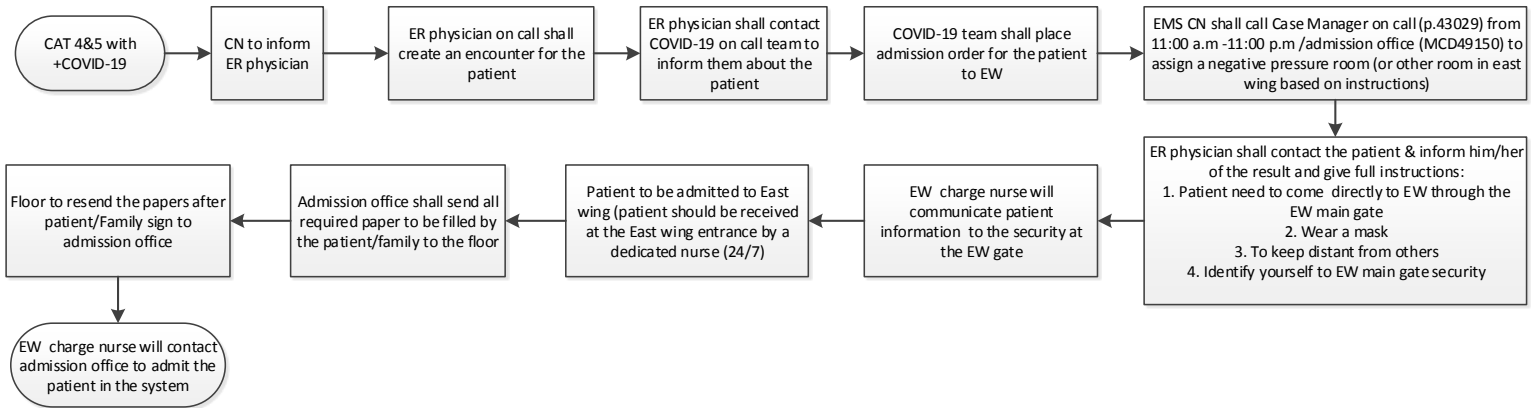 CAT 4&5 with
+COVID-19
CN to inform
ER physician
ER physician on call shall
create an encounter for the
patient
ER physician shall contact
COVID-19 on call team to
inform them about the
patient
COVID-19 team shall place
admission order for the patient
to EW
EMS CN shall call Case Manager on call (p.43029) from
11:00 a.m -11:00 p.m /admission office (MCD49150) to
assign a negative pressure room (or other room in east
wing based on instructions)
ER physician shall contact the patient & inform him/her
of the result and give full instructions:
1. Patient need to come directly to EW through the
EW main gate
2. Wear a mask
3. To keep distant from others
4. Identify yourself to EW main gate security
EW charge nurse will
communicate patient
information to the security at
the EW gate
Patient to be admitted to East
wing (patient should be received
at the East wing entrance by a
dedicated nurse (24/7)
Admission office shall send all
required paper to be filled by
the patient/family to the floor
Floor to resend the papers after
patient/Family sign to
admission office
EW charge nurse will contact
admission office to admit the
patient in the system